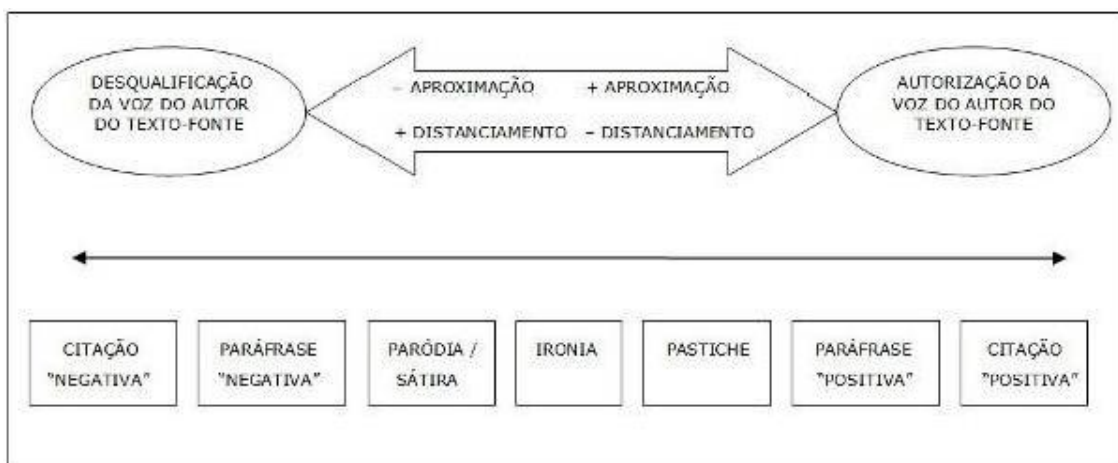 DESQUALIFICAÇÃO
DA VOZ DO AUTOR
DO TEXTO-FONTE
– APROXIMAÇÃO + APROXIMAÇÃO
+ DISTANCIAMENTO – DISTANCIAMENTO
AUTORIZAÇÃO DA
VOZ DO AUTOR DO
TEXTO-FONTE
CITAÇÃO
"NEGATIVA"
PARÁFRASE
"NEGATIVA"
PARÓDIA /
SÁTIRA
IRONIA
PASTICHE
PARÁFRASE
"POSITIVA"
CITAÇÃO
"POSITIVA"